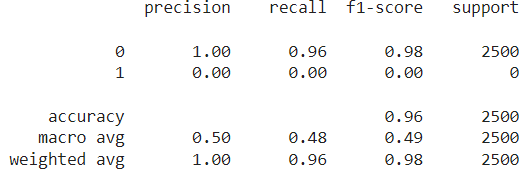 precision recall f1-score support
0 1.00 0.96 0.98 2500
1 0.00 0.00 0.00 0
accuracy 0.96 2500
macro avg 0.50 0.48 0.49 2500
weighted avg 1.00 0.96 0.98 2500